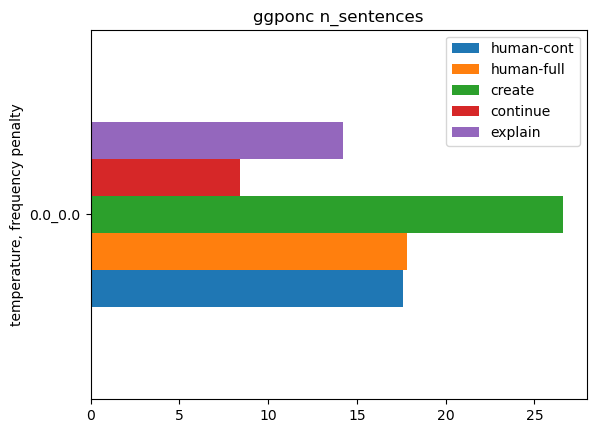 ggponc n_sentences
human-cont
human-full
create
continue
explain
temperature, frequency penalty
0.0_0.0
0 5 10 15 20 25